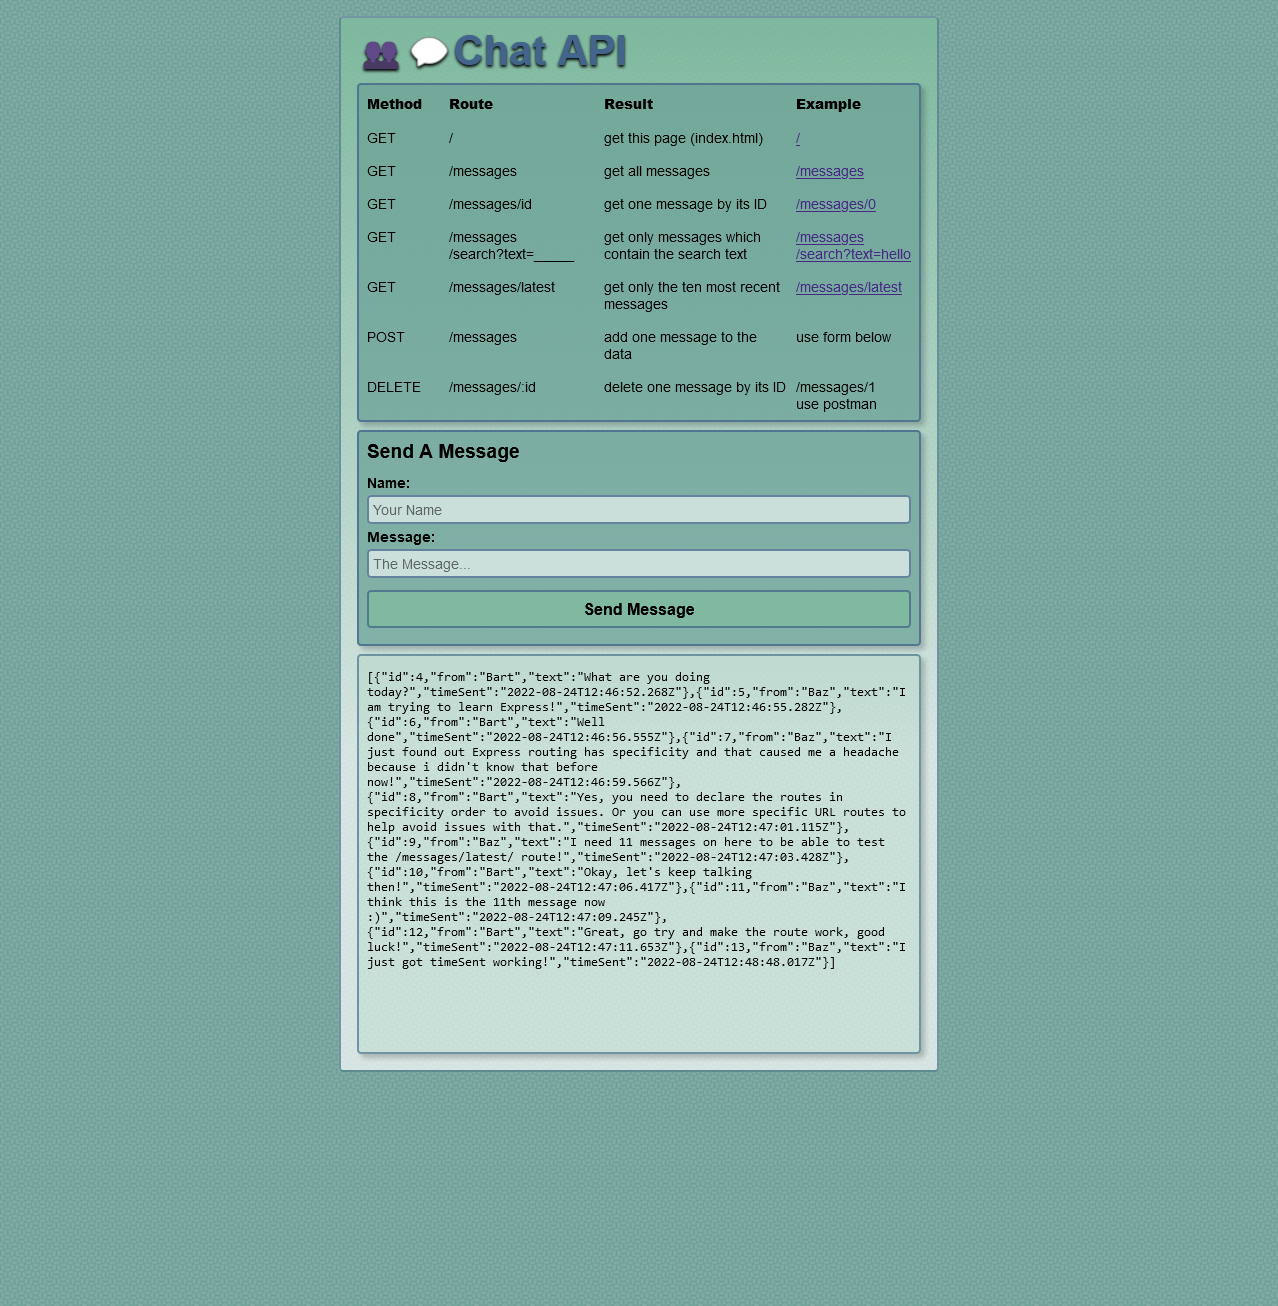 Chat API
Method Route Result Example
GET / get this page (index.html) /
GET /messages get all messages /messages
GET /messages/id get one message by its ID /messages/0
GET /messages get only messages which /messages
/search?text=_____ contain the search text /search?text=hello
GET /messages/latest get only the ten most recent /messages/latest
messages
POST /messages add one message to the use form below
data
DELETE /messages/:id delete one message by its ID /messages/1
use postman
Send A Message
Name:
Your Name
Message:
The Message...
Send Message
[{"id":4,"from":"Bart","text":"What are you doing
today?","timeSent":"2022-08-24T12:46:52.268Z"},{"id":5,"from":"Baz","text":"I
am trying to learn Express!","timeSent":"2022-08-24T12:46:55.282Z"},
{"id":6,"from":"Bart","text":"Well
done","timeSent":"2022-08-24T12:46:56.555Z"},{"id":7,"from":"Baz","text":"I
just found out Express routing has specificity and that caused me a headache
because i didn't know that before
now!","timeSent":"2022-08-24T12:46:59.566Z"},
{"id":8,"from":"Bart","text":"Yes, you need to declare the routes in
specificity order to avoid issues. Or you can use more specific URL routes to
help avoid issues with that.","timeSent":"2022-08-24T12:47:01.115Z"},
{"id":9,"from":"Baz","text":"I need 11 messages on here to be able to test
the /messages/latest/ route!","timeSent":"2022-08-24T12:47:03.428Z"},
{"id":10,"from":"Bart","text":"Okay, let's keep talking
then!","timeSent":"2022-08-24T12:47:06.417Z"},{"id":11,"from":"Baz","text":"I
think this is the 11th message now
:)","timeSent":"2022-08-24T12:47:09.245Z"},
{"id":12,"from":"Bart","text":"Great, go try and make the route work, good
luck!","timeSent":"2022-08-24T12:47:11.653Z"},{"id":13,"from":"Baz","text":"I
just got timeSent working!","timeSent":"2022-08-24T12:48:48.017Z"}]